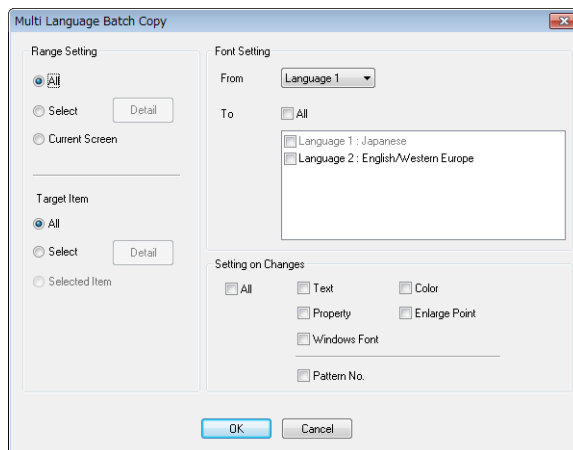 Multi Language Batch Copy
Range Setting
All
Select
Detail
Current Screen
Target Item
All
Select
Detail
Selected Item
Font Setting
From
Language 1
To
All
Language 1 : Japanese
Language 2 : English/Western Europe
Setting on Changes
All
Text
Color
Property
Enlarge Point
Windows Font
Pattern No.
OK
Cancel